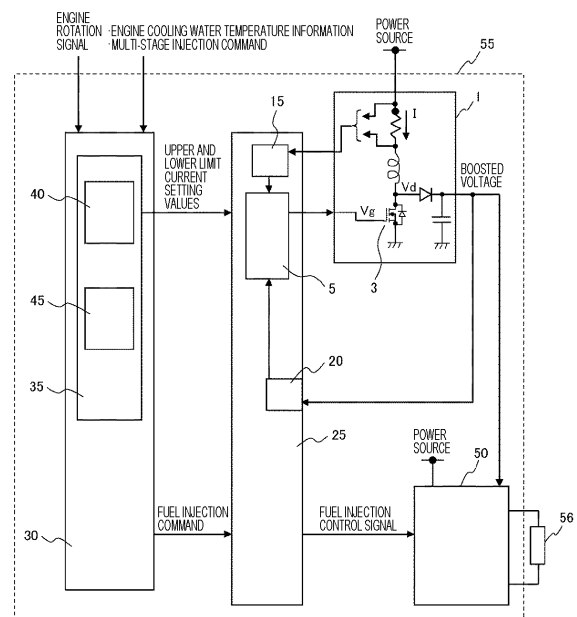 ENGINE
ROTATION
SIGNAL
·ENGINE COOLING WATER TEMPERATURE INFORMATION
·MULTI-STAGE INJECTION COMMAND
POWER
SOURCE
55
1
15
I
UPPER AND
LOWER LIMIT
CURRENT
SETTING
VALUES
BOOSTED
VOLTAGE
40
Vd
Vg
5
3
45
20
35
25
POWER
SOURCE
50
FUEL INJECTION
COMMAND
FUEL INJECTION
CONTROL SIGNAL
56
30